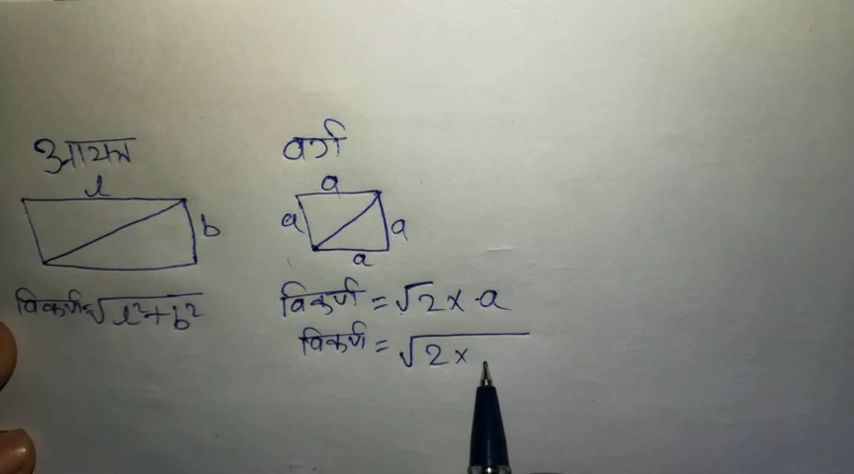 आयत
l
b
विकर्ण=√l²+b²
वर्ग
a
a
a
a
विकर्ण = √2 × a
विकर्ण = √2 ×